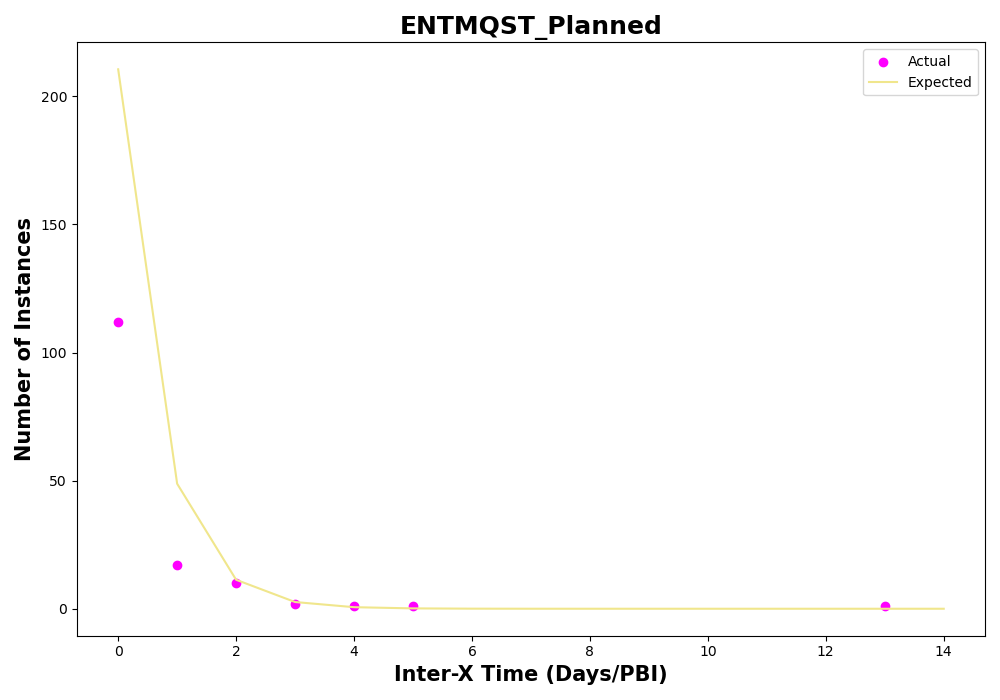 ENTMQST_Planned
Actual
Expected
Number of Instances
200
150
100
50
0
0 2 4 6 8 10 12 14
Inter-X Time (Days/PBI)